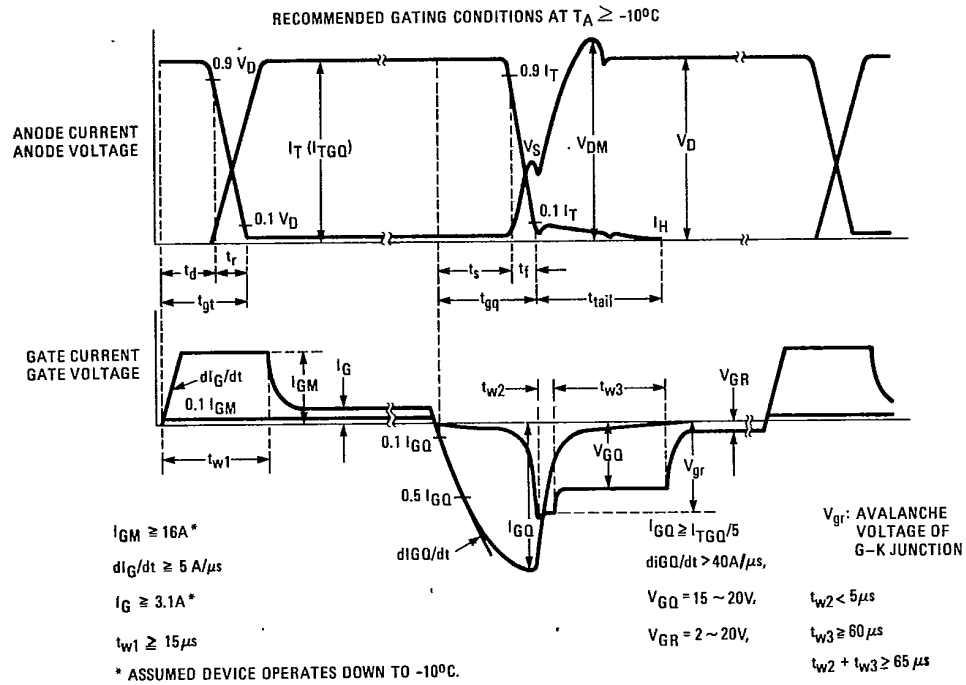 RECOMMENDED GATING CONDITIONS AT TA ≥ -10°C
0.9 VD
0.9 IT
ANODE CURRENT
ANODE VOLTAGE
IT (ITGQ)
VS
VDM
VD
0.1 VD
0.1 IT
IH
td
tr
ts
tf
tgt
tgq
ttail
GATE CURRENT
GATE VOLTAGE
dIG/dt
IGM
IG
tw2
tw3
VGR
0.1 IGM
0.1 IGQ
tw1
VGQ
Vgr
0.5 IGQ
IGQ
dIGQ/dt
IGM ≥ 16A*
dIG/dt ≥ 5 A/μs
IG ≥ 3.1A*
tw1 ≥ 15μs
* ASSUMED DEVICE OPERATES DOWN TO -10°C.
IGQ ≥ ITGQ/5
diGQ/dt > 40A/μs,
VGQ = 15 ~ 20V,
VGR = 2 ~ 20V,
Vgr: AVALANCHE
VOLTAGE OF
G-K JUNCTION
tw2 < 5μs
tw3 ≥ 60μs
tw2 + tw3 ≥ 65 μs